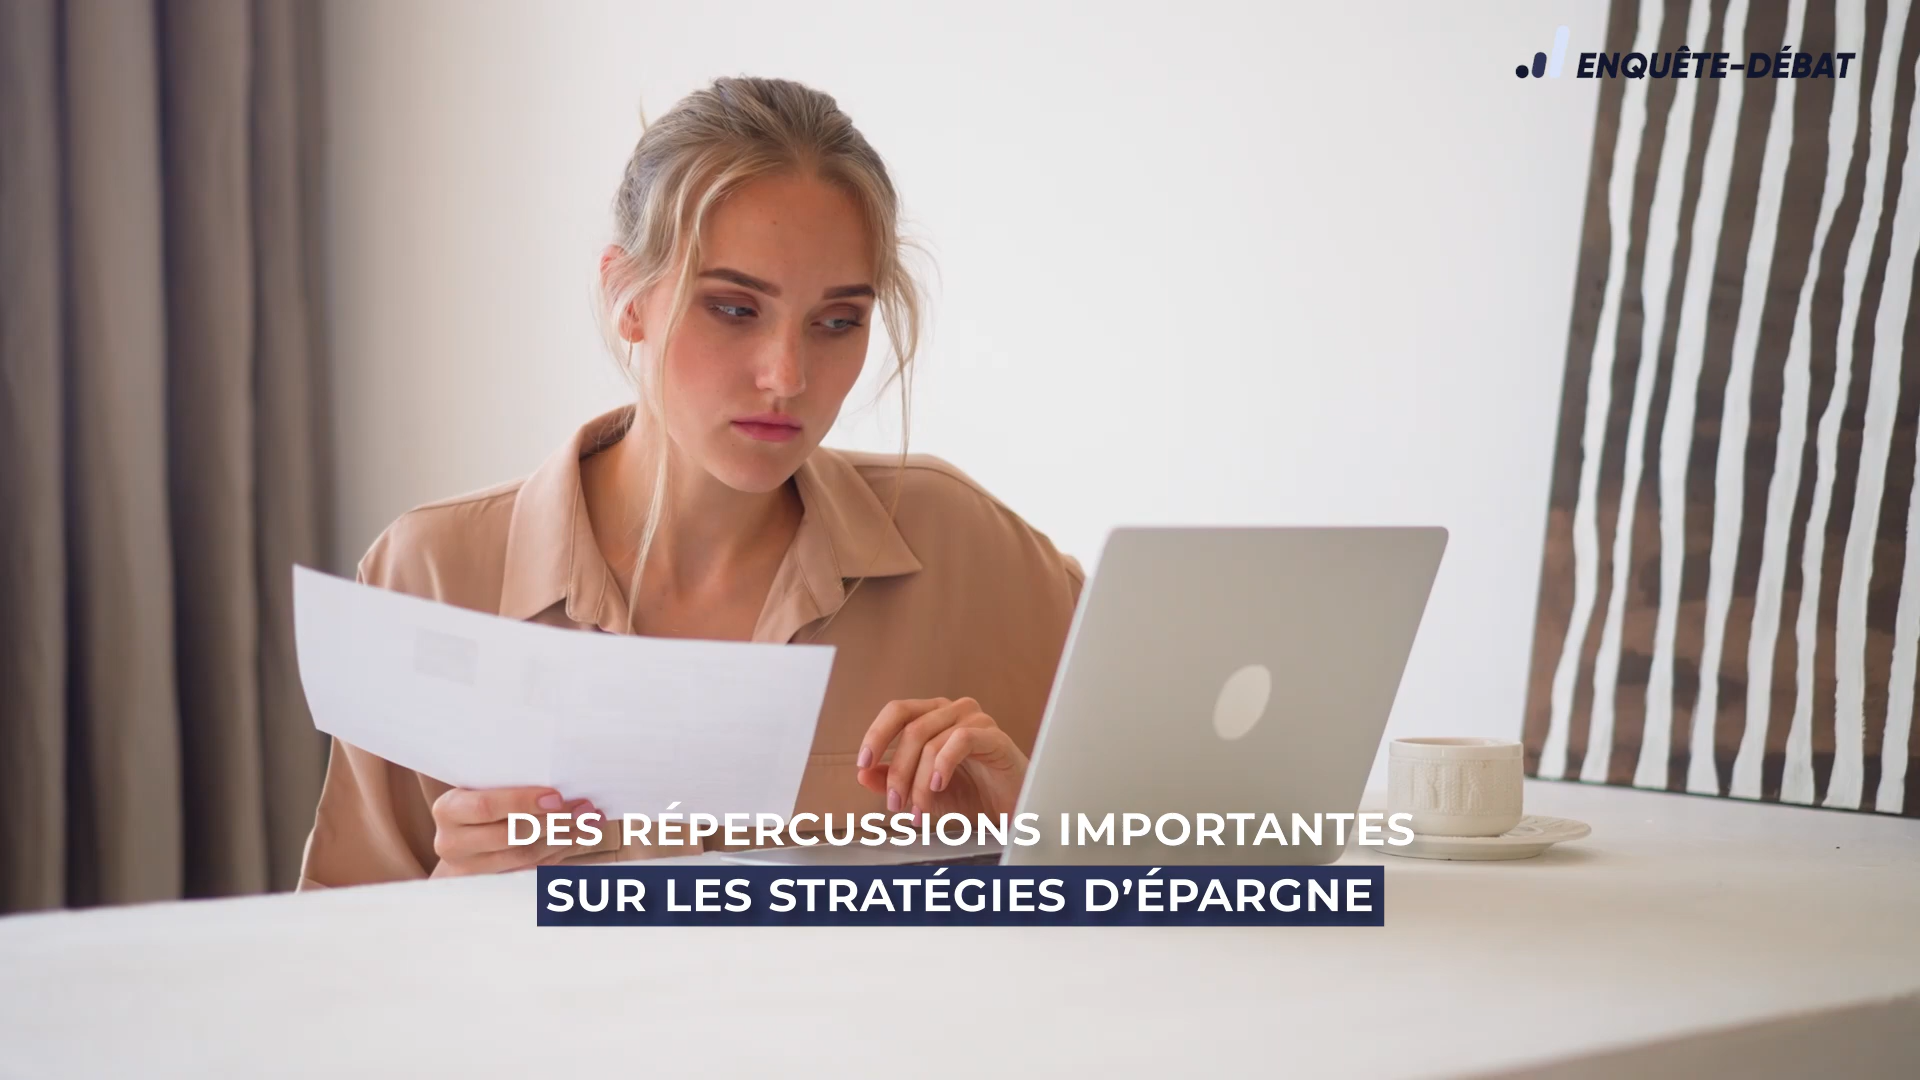 ENQUÊTE-DÉBAT
DES RÉPERCUSSIONS IMPORTANTES
SUR LES STRATÉGIES D’ÉPARGNE